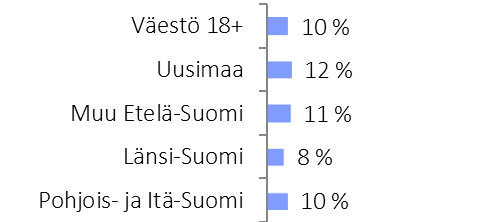 Väestö 18+ 10 %
Uusimaa 12 %
Muu Etelä-Suomi 11 %
Länsi-Suomi 8 %
Pohjois- ja Itä-Suomi 10 %